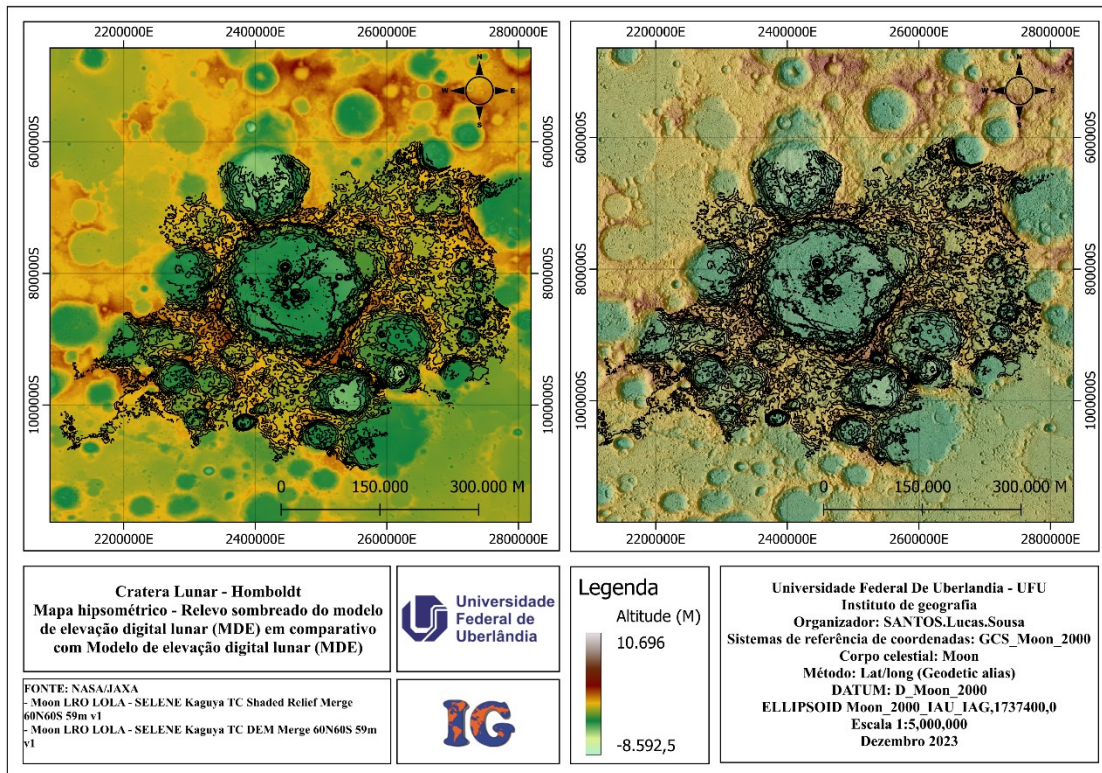 2200000E 2400000E 2600000E 2800000E
2200000E 2400000E 2600000E 2800000E
N
W E
S
N
W E
S
600000S
800000S
1000000S
600000S
800000S
1000000S
0 150.000 300.000 M
0 150.000 300.000 M
2200000E 2400000E 2600000E 2800000E
2200000E 2400000E 2600000E 2800000E
Cratera Lunar - Homboldt
Mapa hipsométrico - Relevo sombreado do modelo
de elevação digital lunar (MDE) em comparativo
com Modelo de elevação digital lunar (MDE)
FONTE: NASA/JAXA
- Moon LRO LOLA - SELENE Kaguya TC Shaded Relief Merge
60N60S 59m v1
- Moon LRO LOLA - SELENE Kaguya TC DEM Merge 60N60S 59m
v1
Universidade
Federal de
Uberlândia
IG
Legenda
Altitude (M)
10.696
-8.592,5
Universidade Federal De Uberlandia - UFU
Instituto de geografia
Organizador: SANTOS.Lucas.Sousa
Sistemas de referência de coordenadas: GCS_Moon_2000
Corpo celestial: Moon
Método: Lat/long (Geodetic alias)
DATUM: D_Moon_2000
ELLIPSOID Moon_2000_IAU_IAG,1737400,0
Escala 1:5,000,000
Dezembro 2023